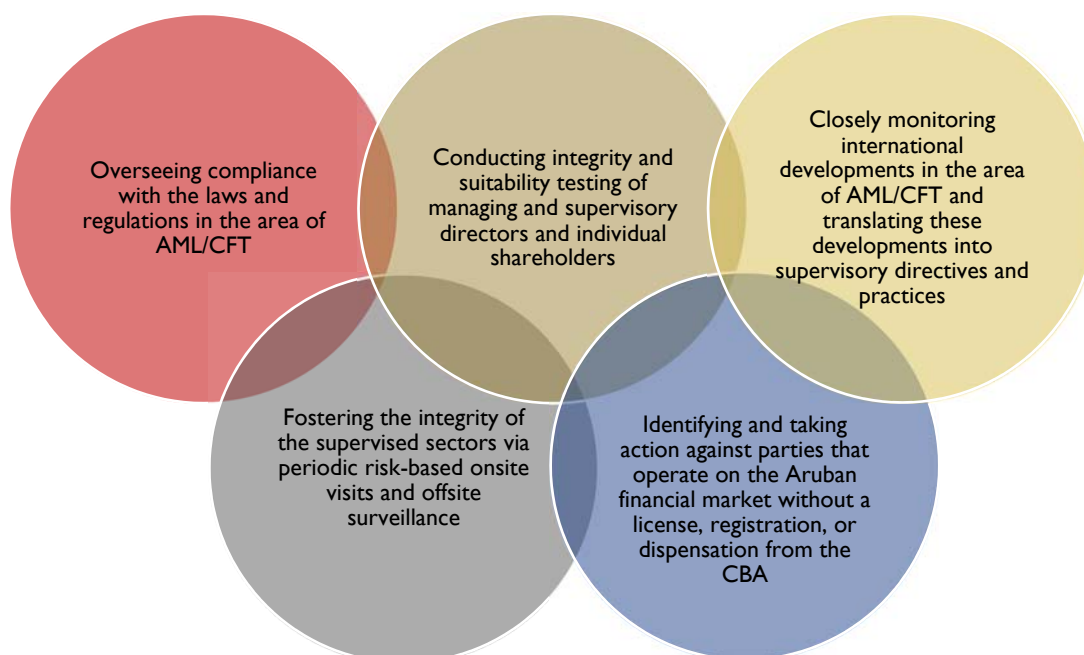 Overseeing compliance
with the laws and
regulations in the area of
AML/CFT
Conducting integrity and
suitability testing of
managing and supervisory
directors and individual
shareholders
Closely monitoring
international
developments in the area
of AML/CFT and
translating these
developments into
supervisory directives and
practices
Fostering the integrity of
the supervised sectors via
periodic risk-based onsite
visits and offsite
surveillance
Identifying and taking
action against parties that
operate on the Aruban
financial market without a
license, registration, or
dispensation from the
CBA